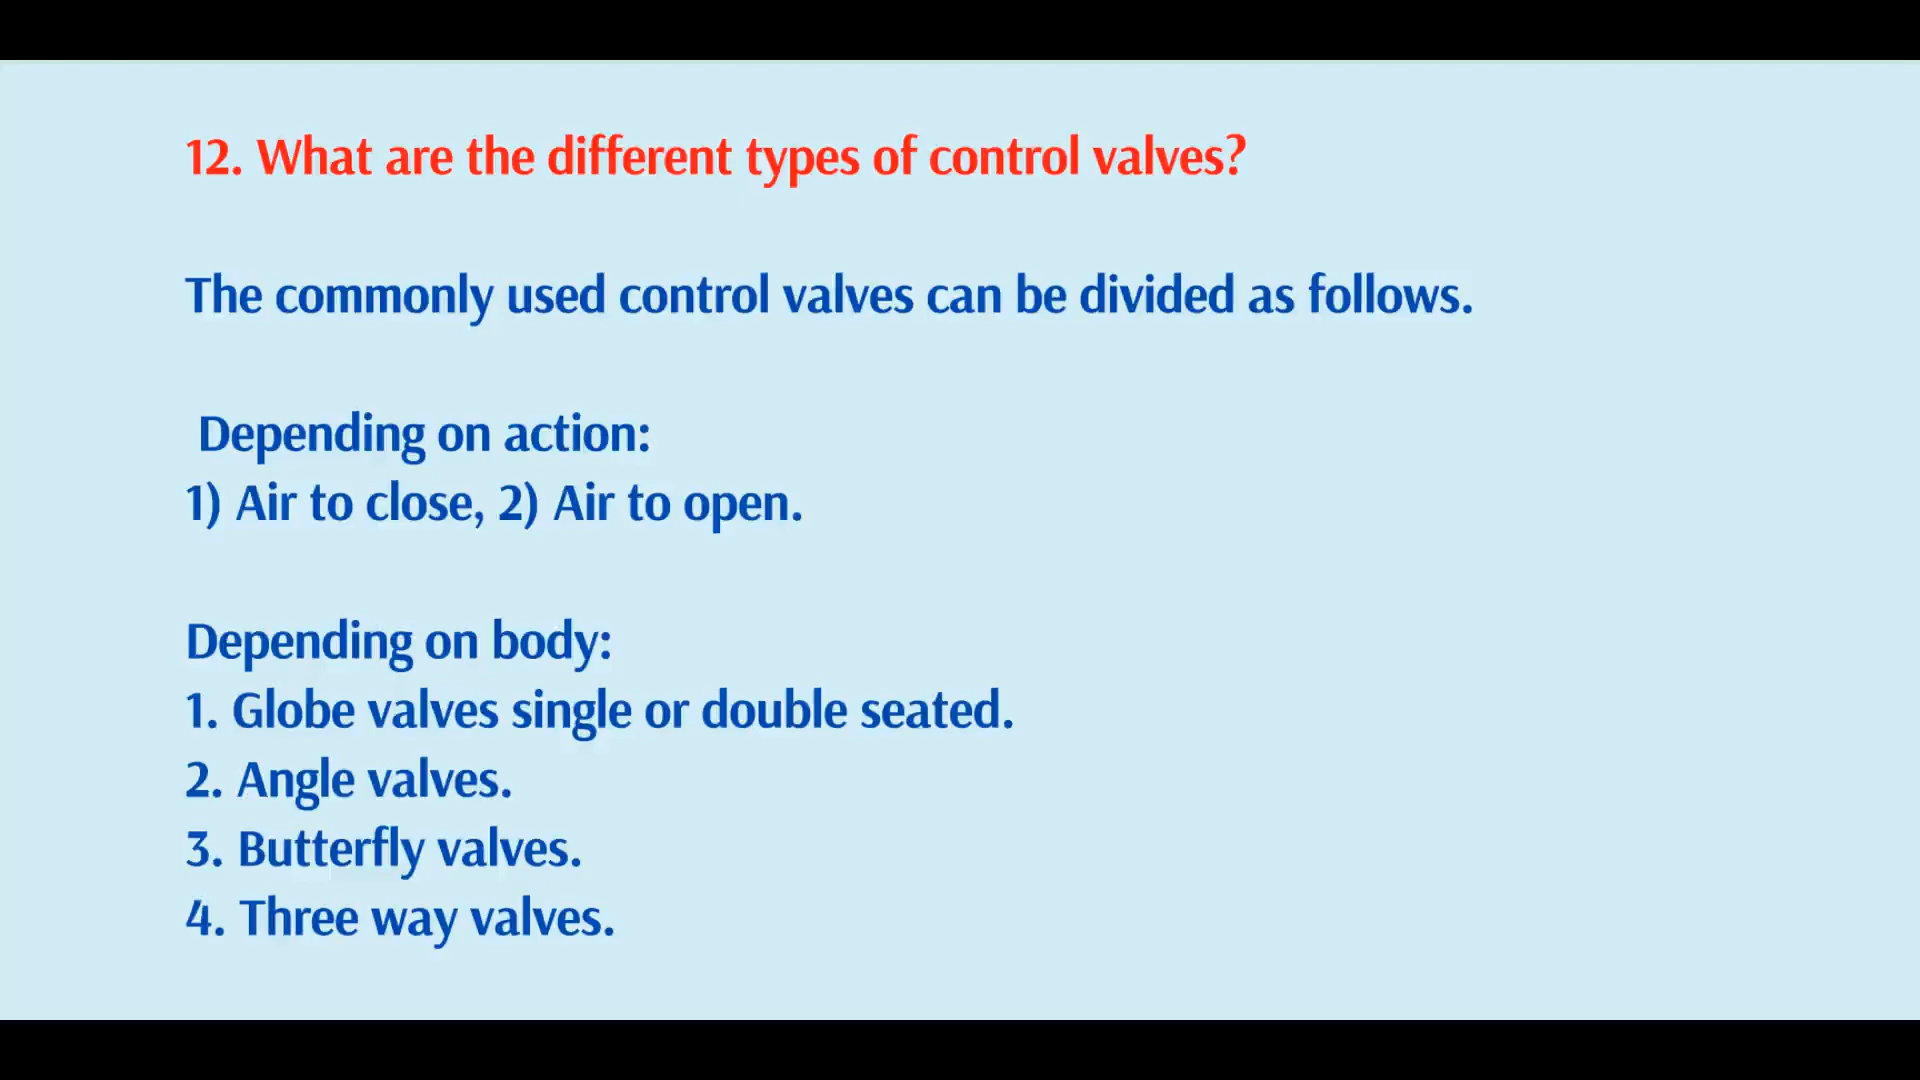 12. What are the different types of control valves?
The commonly used control valves can be divided as follows.
Depending on action:
1) Air to close, 2) Air to open.
Depending on body:
1. Globe valves single or double seated.
2. Angle valves.
3. Butterfly valves.
4. Three way valves.